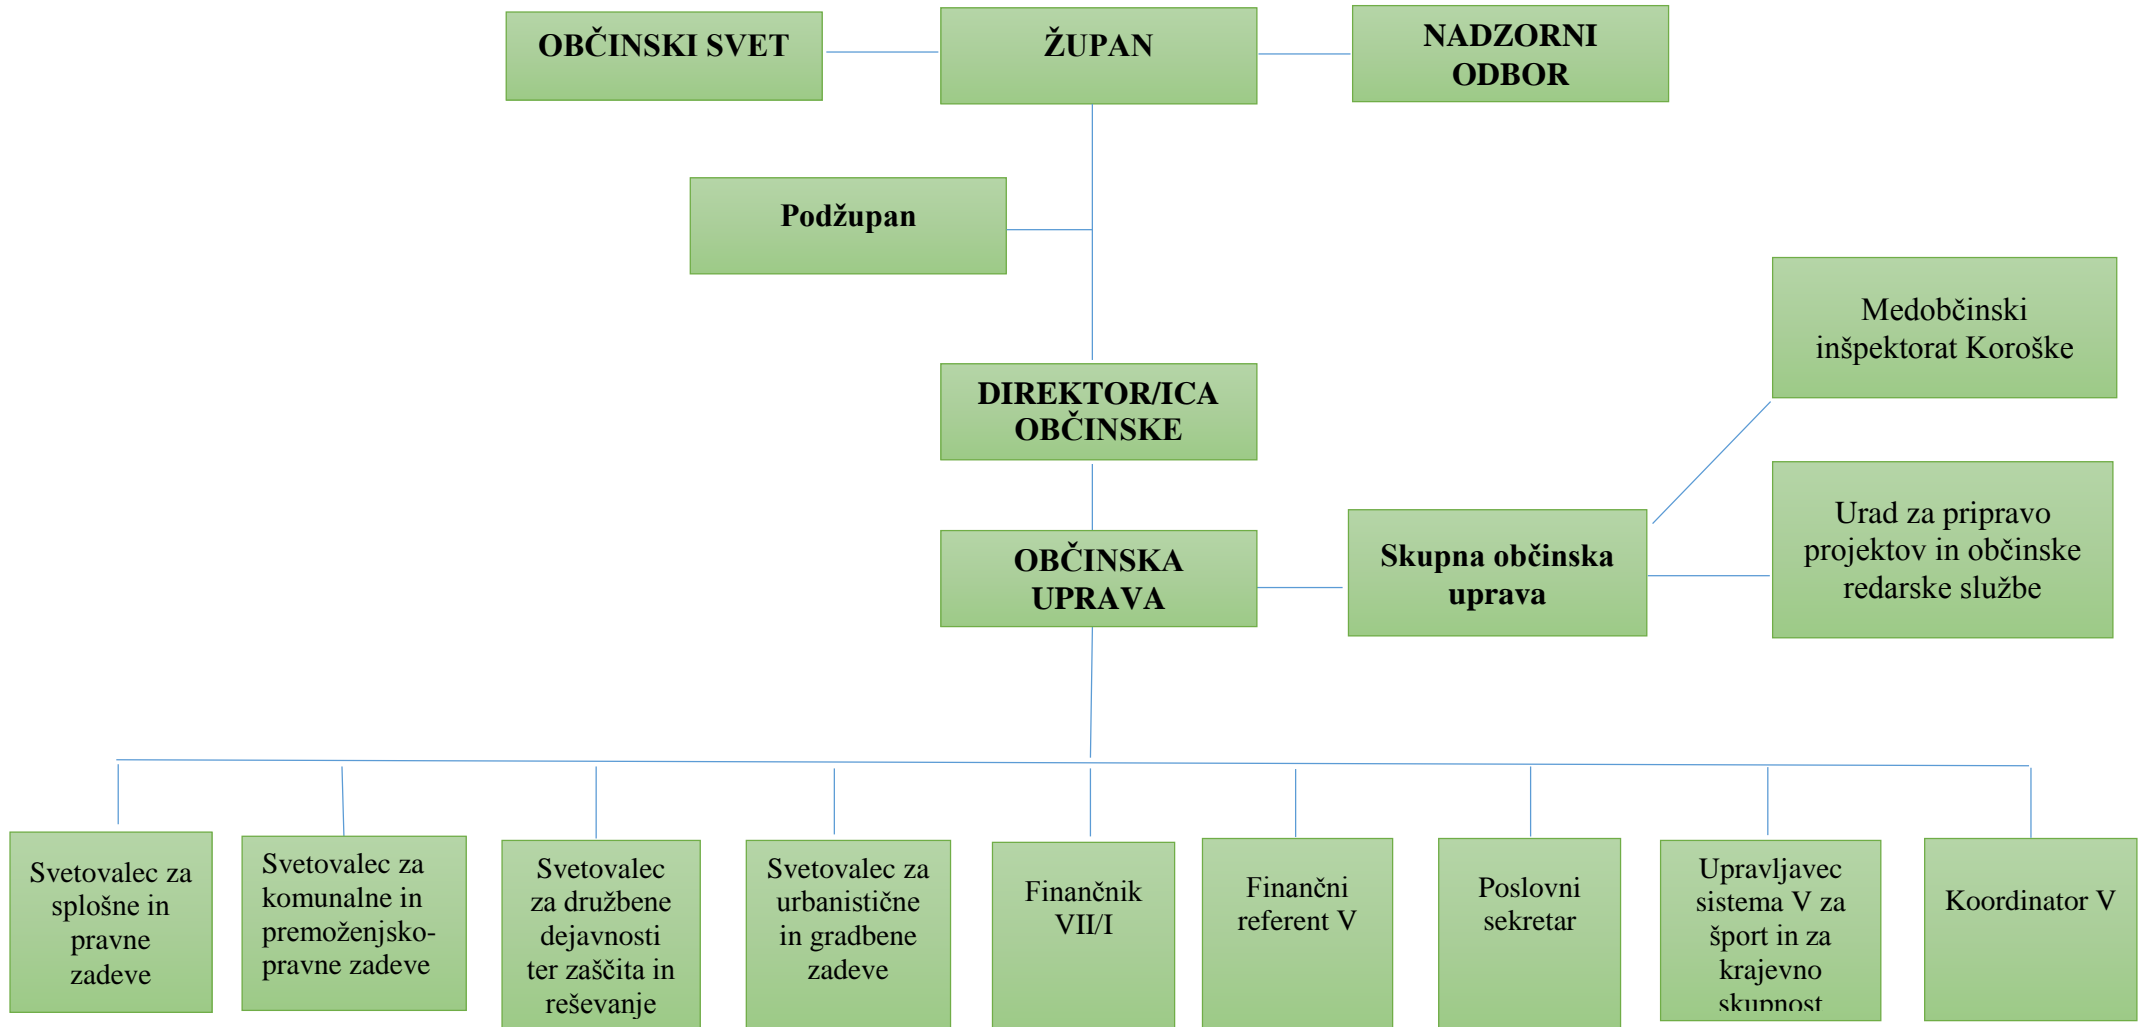 OBČINSKI SVET
ŽUPAN
NADZORNI
ODBOR
Podžupan
Medobčinski
inšpektorat Koroške
DIREKTOR/ICA
OBČINSKE
Urad za pripravo
projektov in občinske
redarske službe
OBČINSKA
UPRAVA
Skupna občinska
uprava
Svetovalec za
splošne in
pravne
zadeve
Svetovalec za
komunalne in
premoženjsko-
pravne zadeve
Svetovalec
za družbene
dejavnosti
ter zaščita in
reševanje
Svetovalec za
urbanistične
in gradbene
zadeve
Finančnik
VII/I
Finančni
referent V
Poslovni
sekretar
Upravljavec
sistema V za
šport in za
krajevno
skupnost
Koordinator V